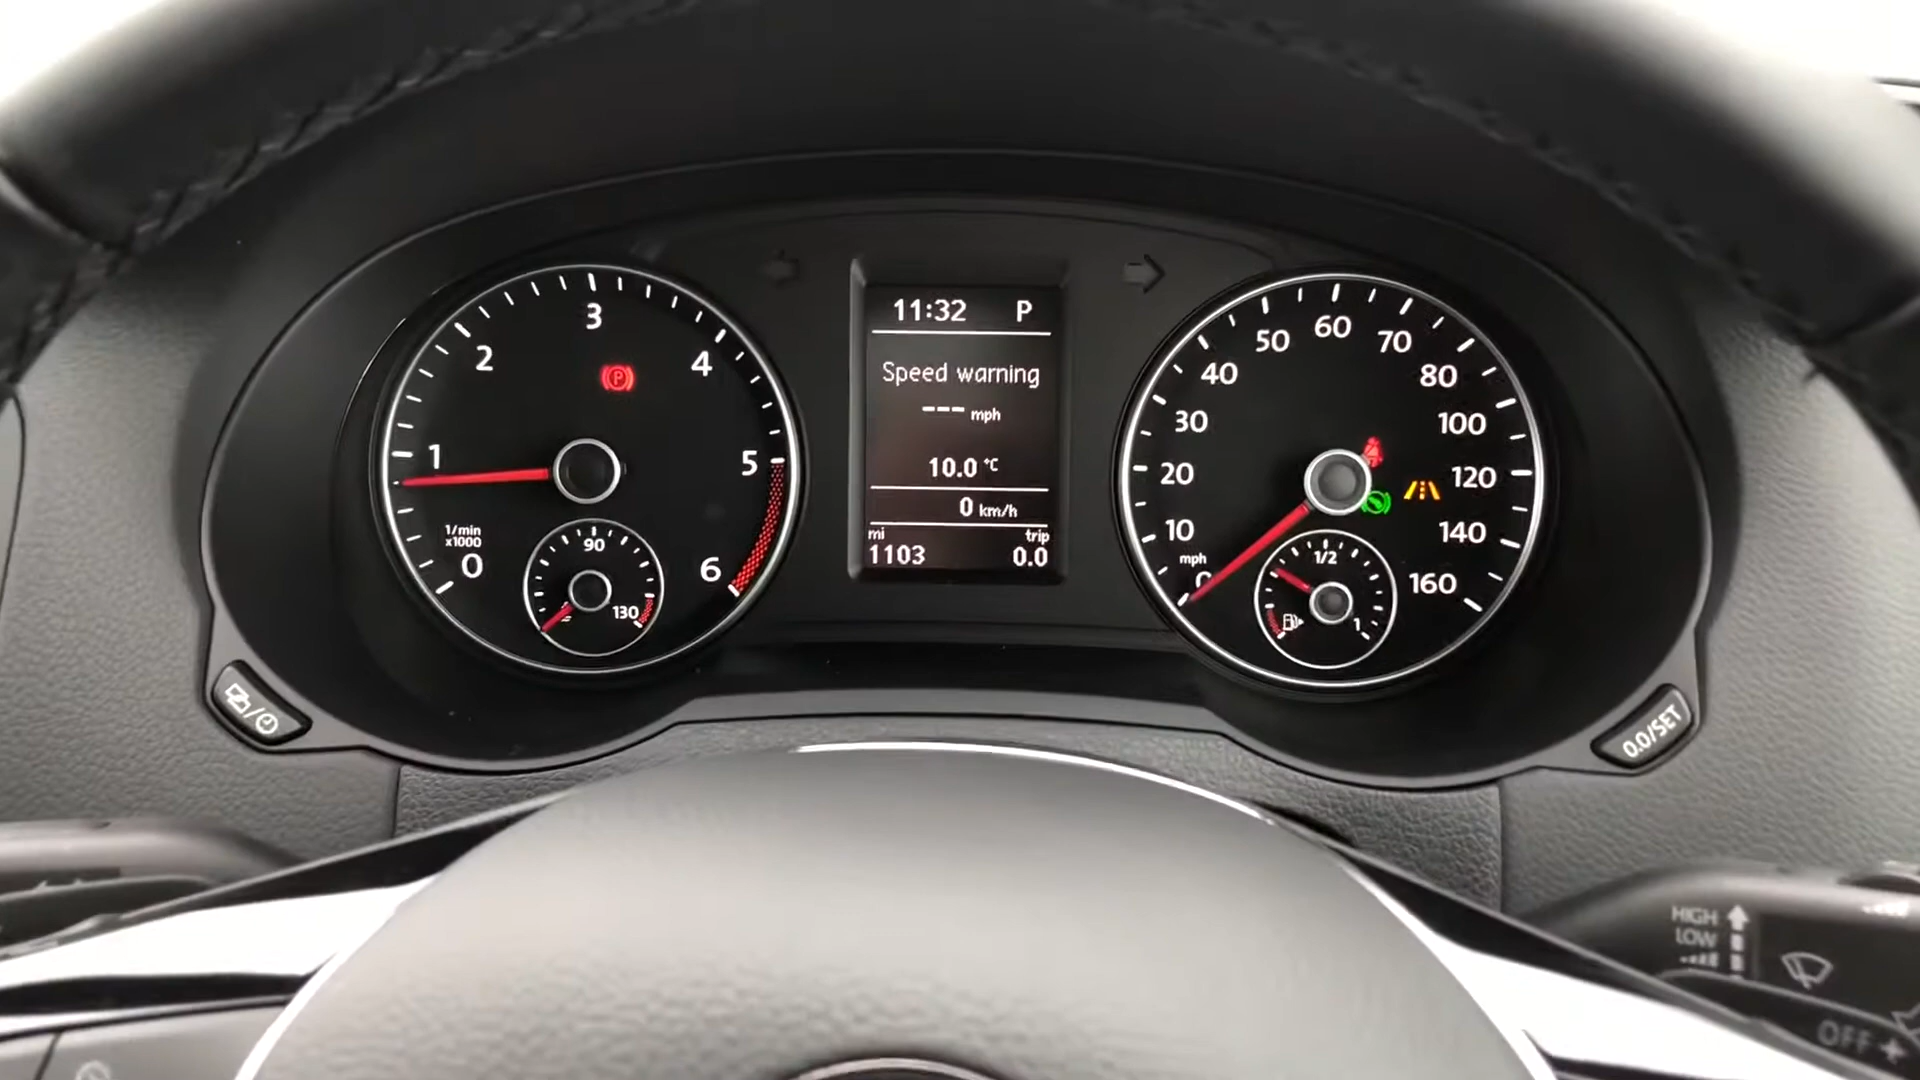 1/min
x1000
0
1
2
3
4
5
6
90
130
11:32 P
Speed warning
--- mph
10.0 °C
0 km/h
mi trip
1103 0.0
mph
0
10
20
30
40
50
60
70
80
100
120
140
160
1/2
1
P
0.0/SET
HIGH
LOW
OFF